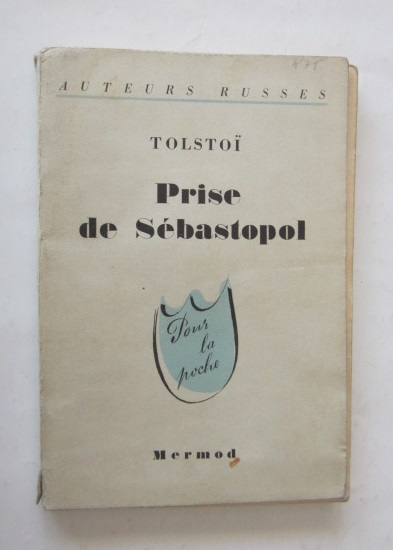 AUTEURS RUSSES
TOLSTOÏ
Prise
de Sébastopol
Pour
la
poche
Mermod